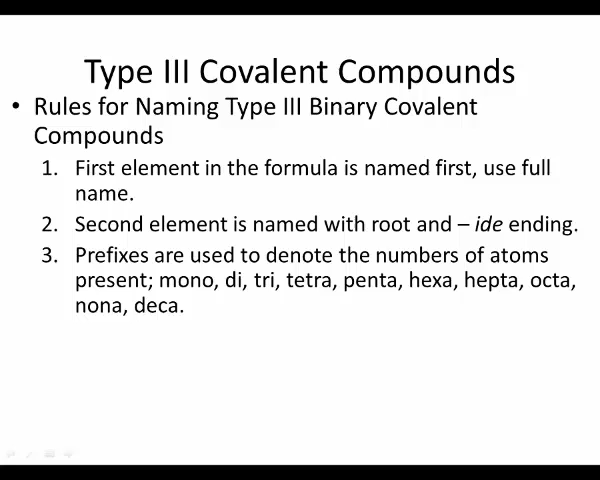 Type III Covalent Compounds
• Rules for Naming Type III Binary Covalent
Compounds
1. First element in the formula is named first, use full
name.
2. Second element is named with root and – ide ending.
3. Prefixes are used to denote the numbers of atoms
present; mono, di, tri, tetra, penta, hexa, hepta, octa,
nona, deca.